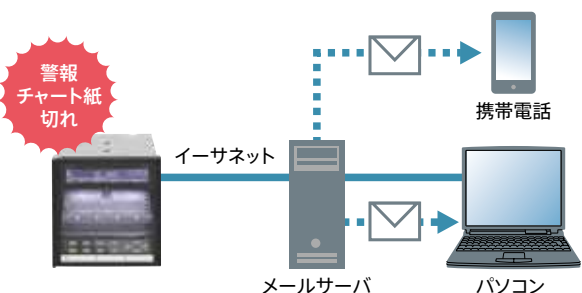 警報
チャート紙
切れ
イーサネット
携帯電話
メールサーバ
パソコン